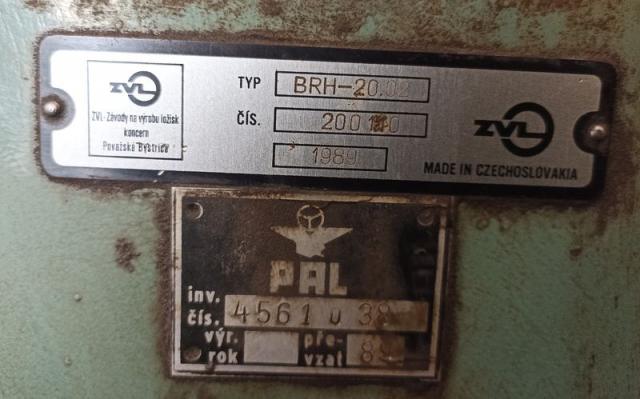 ZVL
ZVL-Závody na výrobu ložísk
koncern
Považská Bystrica
TYP BRH-20.02
ČÍS.
1989
ZVL
MADE IN CZECHOSLOVAKIA
PAL
inv.
čís. 4561 0 38
výr.
rok
pře-
vzat